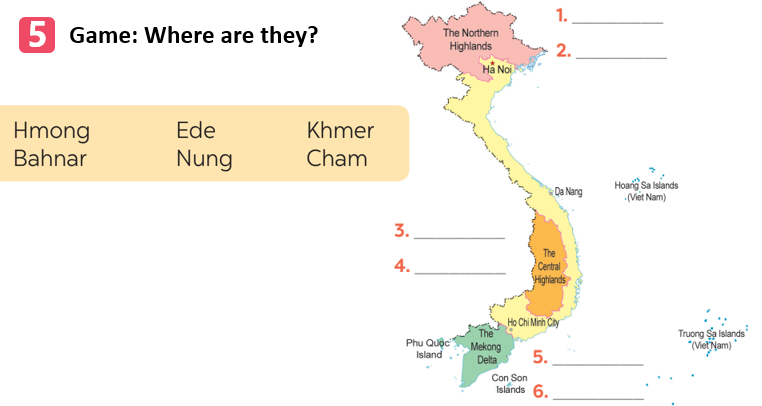 5 Game: Where are they?
Hmong Ede Khmer
Bahnar Nung Cham
1. ___________
2. ___________
The Northern
Highlands
Ha Noi
Da Nang
Hoang Sa Islands
(Viet Nam)
3. ___________
4. ___________
The
Central
Highlands
Ho Chi Minh City
Phu Quoc
Island
The
Mekong
Delta
Truong Sa Islands
(Viet Nam)
5. ___________
Con Son
Islands
6. ___________